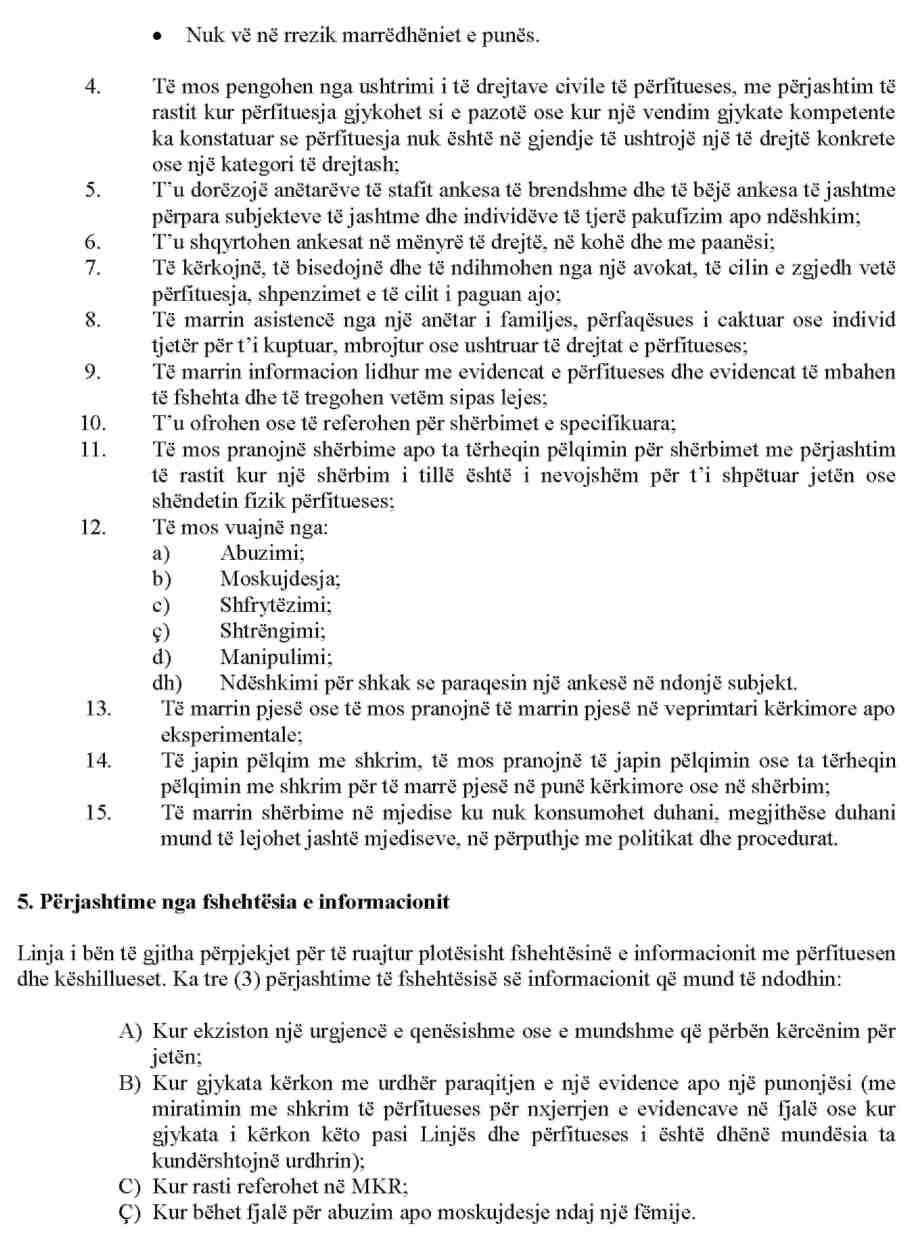 • Nuk vë në rrezik marrëdhëniet e punës.
4. Të mos pengohen nga ushtrimi i të drejtave civile të përfitueses, me përjashtim të
rastit kur përfituesja gjykohet si e pazotë ose kur një vendim gjykate kompetente
ka konstatuar se përfituesja nuk është në gjendje të ushtrojë një të drejtë konkrete
ose një kategori të drejtash;
5. T’u dorëzojë anëtarëve të stafit ankesa të brendshme dhe të bëjë ankesa të jashtme
përpara subjekteve të jashtme dhe individëve të tjerë pakufizim apo ndëshkim;
6. T’u shqyrtohen ankesat në mënyrë të drejtë, në kohë dhe me paanësi;
7. Të kërkojnë, të bisedojnë dhe të ndihmohen nga një avokat, të cilin e zgjedh vetë
përfituesja, shpenzimet e të cilit i paguan ajo;
8. Të marrin asistencë nga një anëtar i familjes, përfaqësues i caktuar ose individ
tjetër për t’i kuptuar, mbrojtur ose ushtruar të drejtat e përfitueses;
9. Të marrin informacion lidhur me evidencat e përfitueses dhe evidencat të mbahen
të fshehta dhe të tregohen vetëm sipas lejes;
10. T’u ofrohen ose të referohen për shërbimet e specifikuara;
11. Të mos pranojnë shërbime apo ta tërheqin pëlqimin për shërbimet me përjashtim
të rastit kur një shërbim i tillë është i nevojshëm për t’i shpëtuar jetën ose
shëndetin fizik përfitueses;
12. Të mos vuajnë nga:
a) Abuzimi;
b) Moskujdesja;
c) Shfrytëzimi;
ç) Shtrëngimi;
d) Manipulimi;
dh) Ndëshkimi për shkak se paraqesin një ankesë në ndonjë subjekt.
13. Të marrin pjesë ose të mos pranojnë të marrin pjesë në veprimtari kërkimore apo
eksperimentale;
14. Të japin pëlqim me shkrim, të mos pranojnë të japin pëlqimin ose ta tërheqin
pëlqimin me shkrim për të marrë pjesë në punë kërkimore ose në shërbim;
15. Të marrin shërbime në mjedise ku nuk konsumohet duhani, megjithëse duhani
mund të lejohet jashtë mjediseve, në përputhje me politikat dhe procedurat.
5. Përjashtime nga fshehtësia e informacionit
Linja i bën të gjitha përpjekjet për të ruajtur plotësisht fshehtësinë e informacionit me përfituesen
dhe këshillueset. Ka tre (3) përjashtime të fshehtësisë së informacionit që mund të ndodhin:
A) Kur ekziston një urgjencë e qenësishme ose e mundshme që përbën kërcënim për
jetën;
B) Kur gjykata kërkon me urdhër paraqitjen e një evidence apo një punonjësi (me
miratimin me shkrim të përfitueses për nxjerrjen e evidencave në fjalë ose kur
gjykata i kërkon këto pasi Linjës dhe përfitueses i është dhënë mundësia ta
kundërshtojnë urdhrin);
C) Kur rasti referohet në MKR;
Ç) Kur bëhet fjalë për abuzim apo moskujdesje ndaj një fëmije.